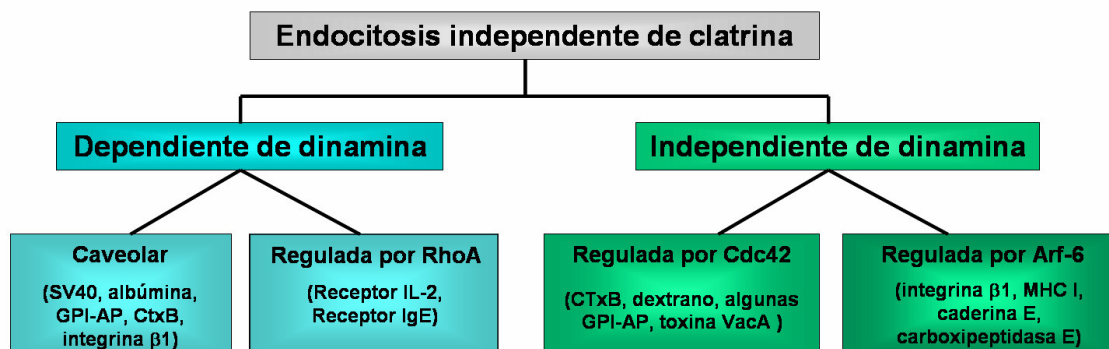 Endocitosis independente de clatrina
Dependiente de dinamina
Independiente de dinamina
Caveolar
(SV40, albúmina,
GPI-AP, CtxB,
integrina β1)
Regulada por RhoA
(Receptor IL-2,
Receptor IgE)
Regulada por Cdc42
(CTxB, dextrano, algunas
GPI-AP, toxina VacA )
Regulada por Arf-6
(integrina β1, MHC I,
caderina E,
carboxipeptidasa E)